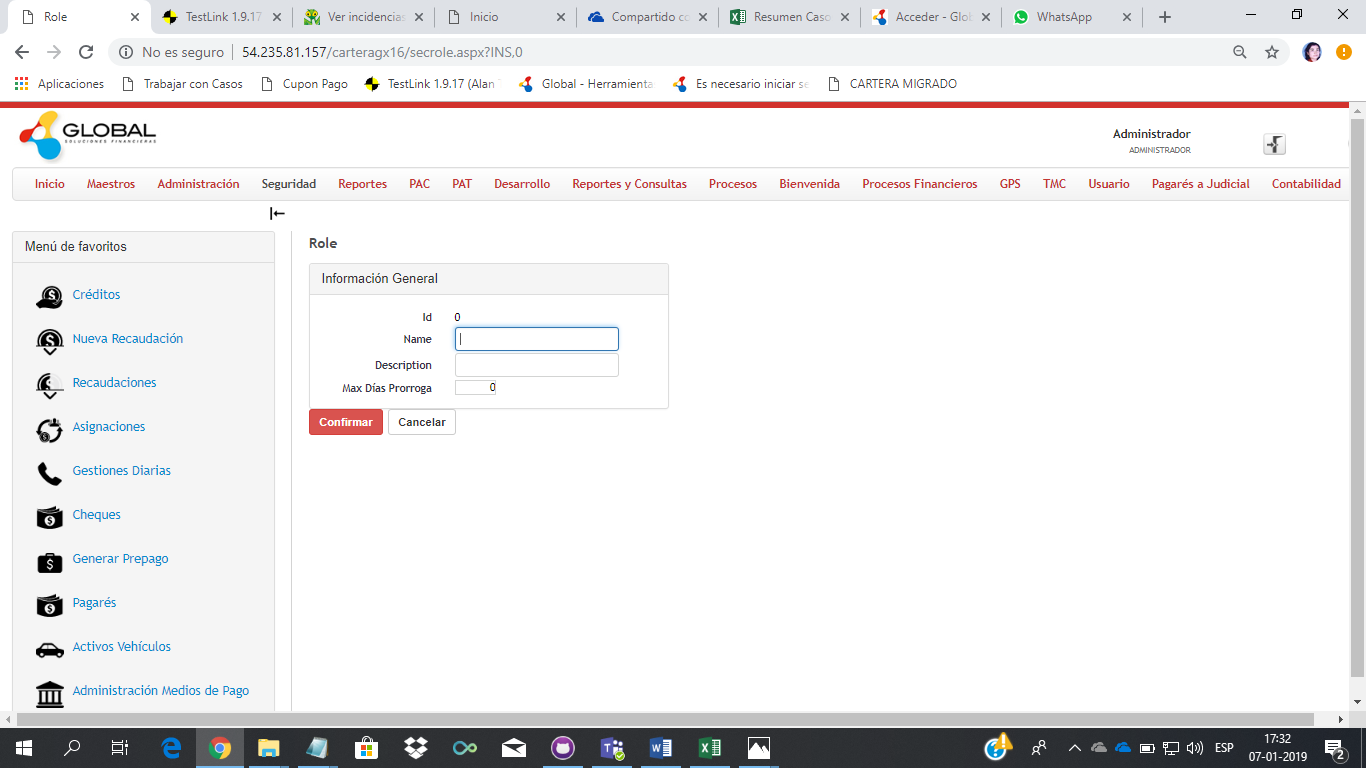 Role
TestLink 1.9.17
Ver incidencias
Inicio
Compartido co
Resumen Caso
Acceder - Glob
WhatsApp
No es seguro
54.235.81.157/carteragx16/secrole.aspx?INS,0
Aplicaciones
Trabajar con Casos
Cupon Pago
TestLink 1.9.17 (Alan
Global - Herramienta
Es necesario iniciar se
CARTERA MIGRADO
GLOBAL
SOLUCIONES FINANCIERAS
Administrador
ADMINISTRADOR
Inicio Maestros Administración Seguridad Reportes PAC PAT Desarrollo Reportes y Consultas Procesos Bienvenida Procesos Financieros GPS TMC Usuario Pagarés a Judicial Contabilidad
Menú de favoritos
Créditos
Nueva Recaudación
Recaudaciones
Asignaciones
Gestiones Diarias
Cheques
Generar Prepago
Pagarés
Activos Vehículos
Administración Medios de Pago
Role
Información General
Id 0
Name
Description
Max Días Prorroga 0
Confirmar Cancelar
ESP
17:32
07-01-2019
2